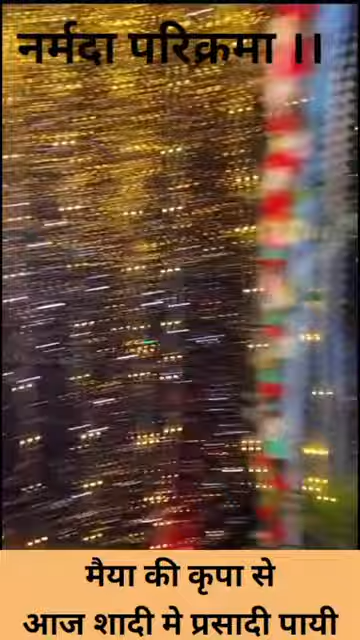 नर्मदा परिक्रमा ।।
मैया की कृपा से
आज शादी मे प्रसादी पायी